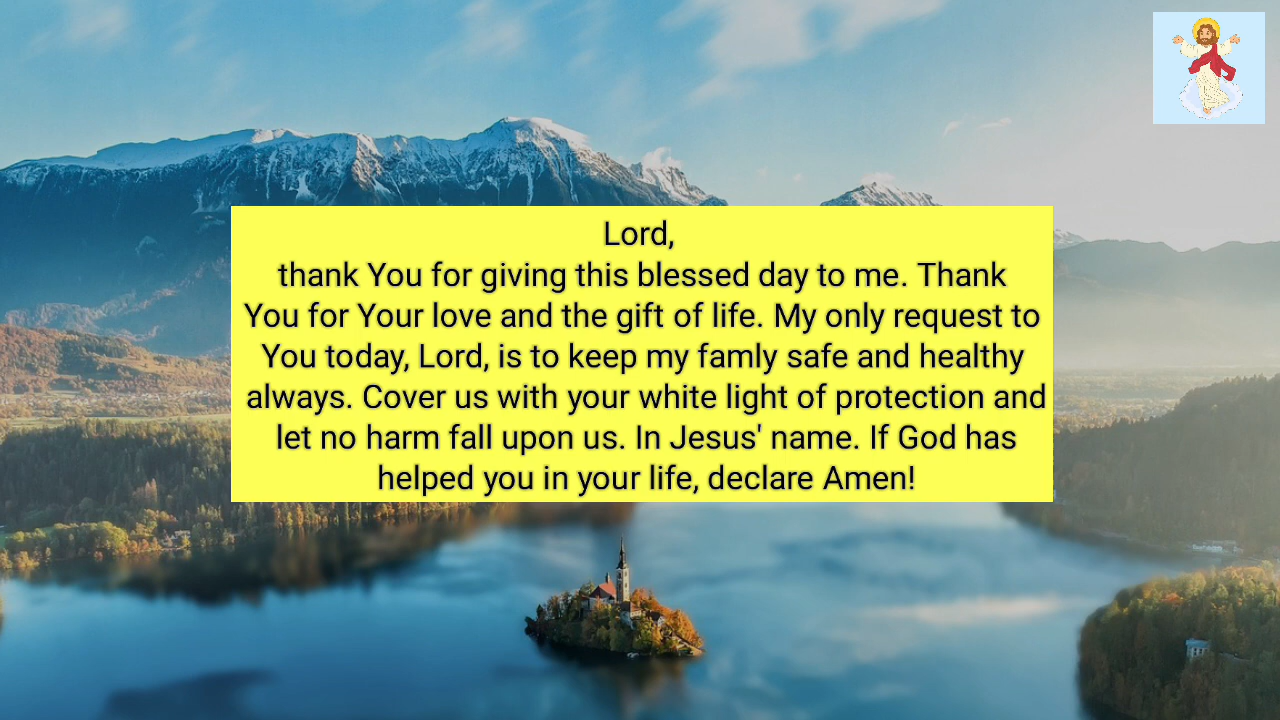 Lord,
thank You for giving this blessed day to me. Thank
You for Your love and the gift of life. My only request to
You today, Lord, is to keep my famly safe and healthy
always. Cover us with your white light of protection and
let no harm fall upon us. In Jesus' name. If God has
helped you in your life, declare Amen!